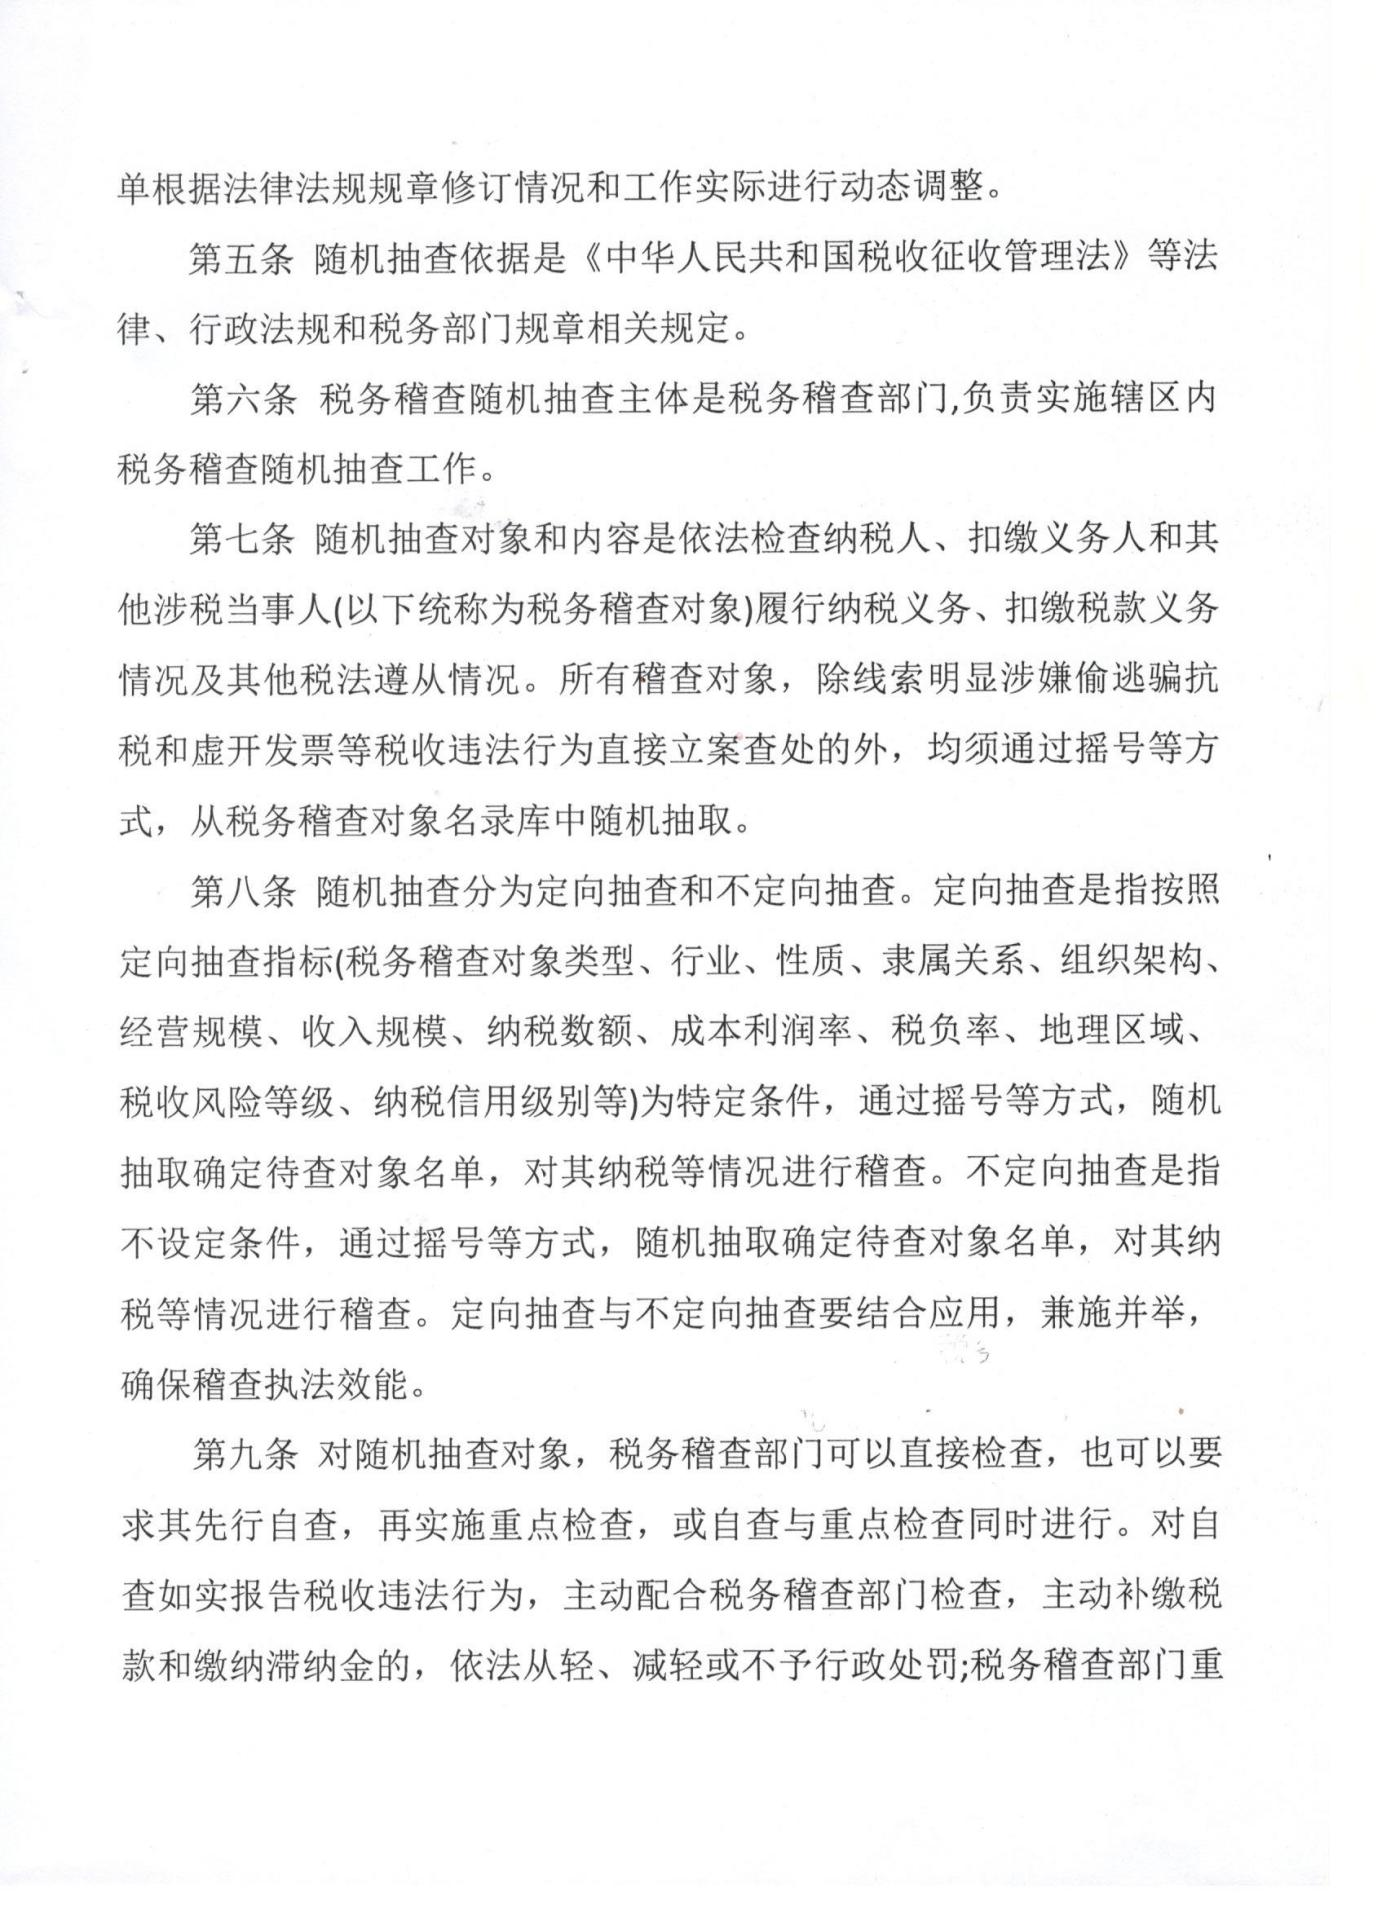 单根据法律法规规章修订情况和工作实际进行动态调整。
第五条 随机抽查依据是《中华人民共和国税收征收管理法》等法
律、行政法规和税务部门规章相关规定。
第六条 税务稽查随机抽查主体是税务稽查部门,负责实施辖区内
税务稽查随机抽查工作。
第七条 随机抽查对象和内容是依法检查纳税人、扣缴义务人和其
他涉税当事人(以下统称为税务稽查对象)履行纳税义务、扣缴税款义务
情况及其他税法遵从情况。所有稽查对象，除线索明显涉嫌偷逃骗抗
税和虚开发票等税收违法行为直接立案查处的外，均须通过摇号等方
式，从税务稽查对象名录库中随机抽取。
第八条 随机抽查分为定向抽查和不定向抽查。定向抽查是指按照
定向抽查指标(税务稽查对象类型、行业、性质、隶属关系、组织架构、
经营规模、收入规模、纳税数额、成本利润率、税负率、地理区域、
税收风险等级、纳税信用级别等)为特定条件，通过摇号等方式，随机
抽取确定待查对象名单，对其纳税等情况进行稽查。不定向抽查是指
不设定条件，通过摇号等方式，随机抽取确定待查对象名单，对其纳
税等情况进行稽查。定向抽查与不定向抽查要结合应用，兼施并举，
确保稽查执法效能。
第九条 对随机抽查对象，税务稽查部门可以直接检查，也可以要
求其先行自查，再实施重点检查，或自查与重点检查同时进行。对自
查如实报告税收违法行为，主动配合税务稽查部门检查，主动补缴税
款和缴纳滞纳金的，依法从轻、减轻或不予行政处罚;税务稽查部门重